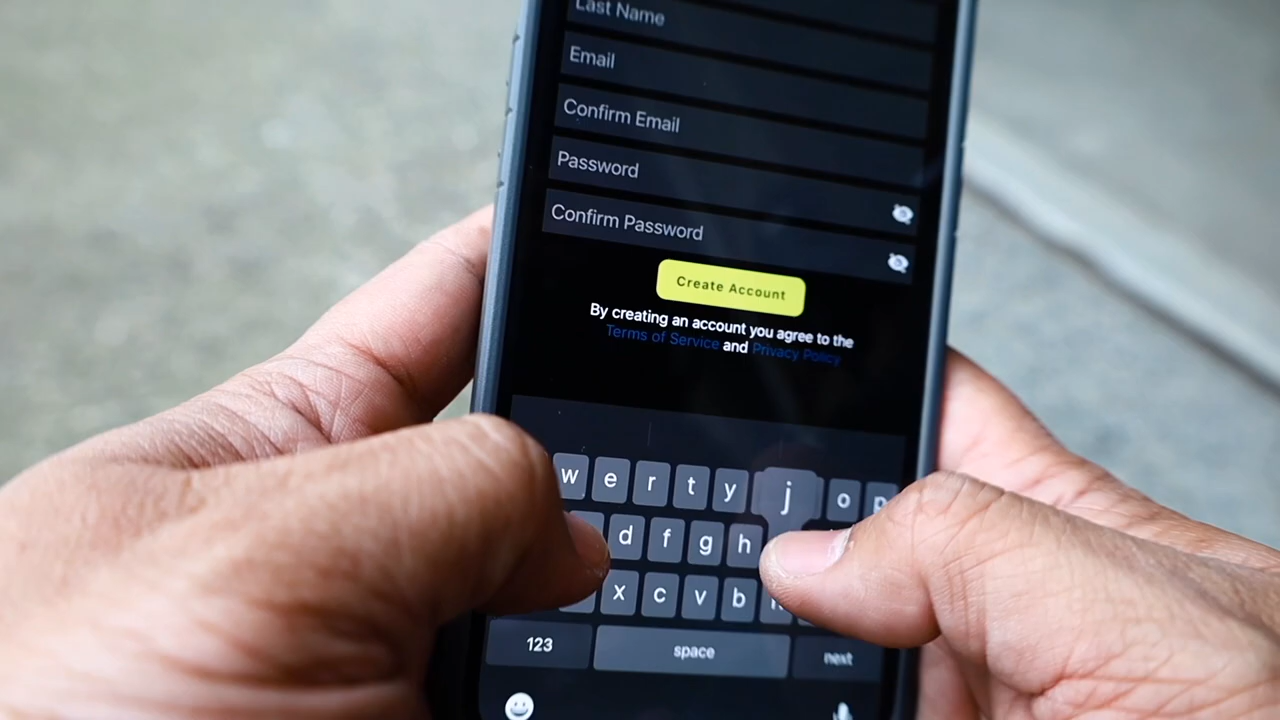 Last Name
Email
Confirm Email
Password
Confirm Password
Create Account
By creating an account you agree to the
Terms of Service and Privacy Policy
w e r t y j o p
d f g h
x c v b
123 space next